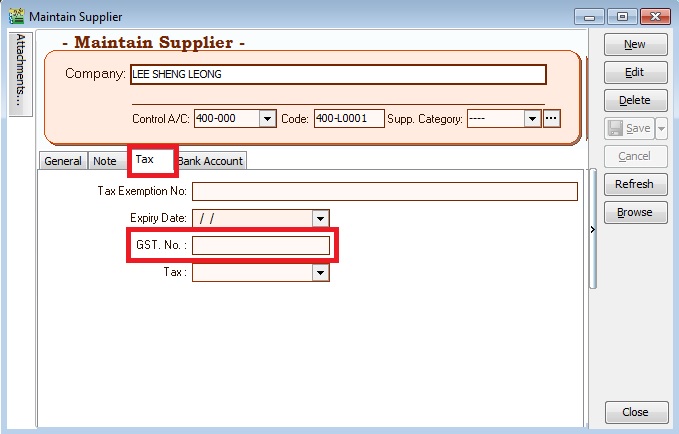 Maintain Supplier
Attachments...
- Maintain Supplier -
Company: LEE SHENG LEONG
Control A/C: 400-000 Code: 400-L0001 Supp. Category: ---- ...
General Note Tax Bank Account
Tax Exemption No:
Expiry Date: / /
GST. No. :
Tax :
New
Edit
Delete
Save
Cancel
Refresh
Browse
Close